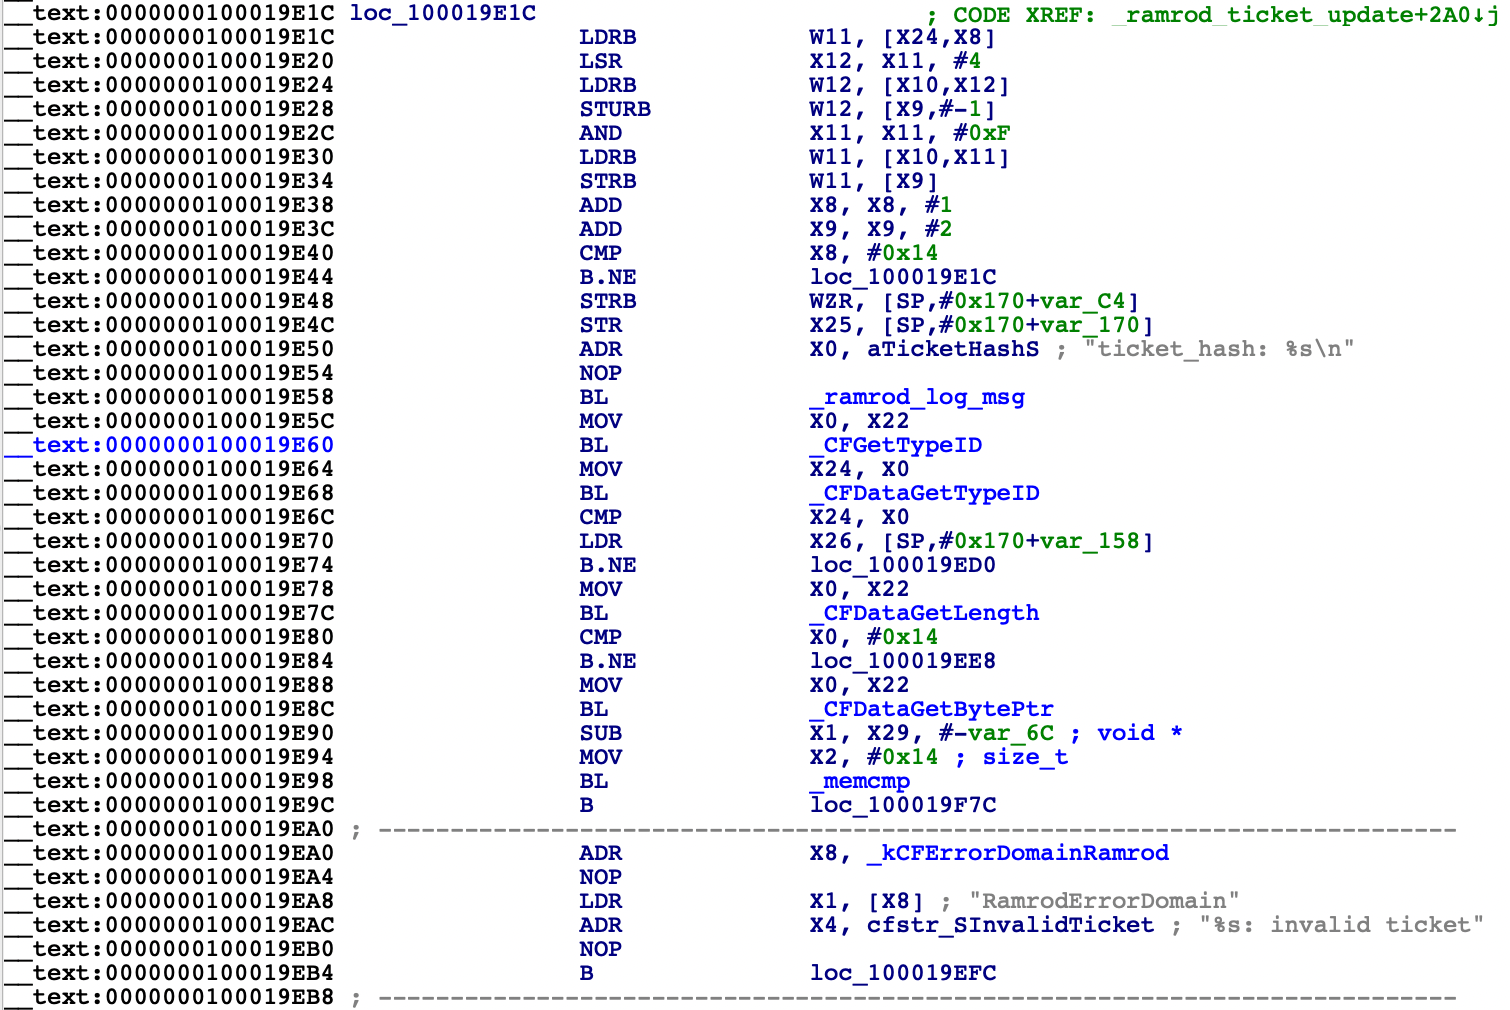 __text:0000000100019E1C loc_100019E1C ; CODE XREF: _ramrod_ticket_update+2A0↓j
__text:0000000100019E1C LDRB W11, [X24,X8]
__text:0000000100019E20 LSR X12, X11, #4
__text:0000000100019E24 LDRB W12, [X10,X12]
__text:0000000100019E28 STURB W12, [X9,#-1]
__text:0000000100019E2C AND X11, X11, #0xF
__text:0000000100019E30 LDRB W11, [X10,X11]
__text:0000000100019E34 STRB W11, [X9]
__text:0000000100019E38 ADD X8, X8, #1
__text:0000000100019E3C ADD X9, X9, #2
__text:0000000100019E40 CMP X8, #0x14
__text:0000000100019E44 B.NE loc_100019E1C
__text:0000000100019E48 STRB WZR, [SP,#0x170+var_C4]
__text:0000000100019E4C STR X25, [SP,#0x170+var_170]
__text:0000000100019E50 ADR X0, aTicketHashS ; "ticket_hash: %s\n"
__text:0000000100019E54 NOP
__text:0000000100019E58 BL _ramrod_log_msg
__text:0000000100019E5C MOV X0, X22
__text:0000000100019E60 BL _CFGetTypeID
__text:0000000100019E64 MOV X24, X0
__text:0000000100019E68 BL _CFDataGetTypeID
__text:0000000100019E6C CMP X24, X0
__text:0000000100019E70 LDR X26, [SP,#0x170+var_158]
__text:0000000100019E74 B.NE loc_100019ED0
__text:0000000100019E78 MOV X0, X22
__text:0000000100019E7C BL _CFDataGetLength
__text:0000000100019E80 CMP X0, #0x14
__text:0000000100019E84 B.NE loc_100019EE8
__text:0000000100019E88 MOV X0, X22
__text:0000000100019E8C BL _CFDataGetBytePtr
__text:0000000100019E90 SUB X1, X29, #-var_6C ; void *
__text:0000000100019E94 MOV X2, #0x14 ; size_t
__text:0000000100019E98 BL _memcmp
__text:0000000100019E9C B loc_100019F7C
__text:0000000100019EA0 ; ---------------------------------------------------------------------------
__text:0000000100019EA0 ADR X8, _kCFErrorDomainRamrod
__text:0000000100019EA4 NOP
__text:0000000100019EA8 LDR X1, [X8] ; "RamrodErrorDomain"
__text:0000000100019EAC ADR X4, cfstr_SInvalidTicket ; "%s: invalid ticket"
__text:0000000100019EB0 NOP
__text:0000000100019EB4 B loc_100019EFC
__text:0000000100019EB8 ; ---------------------------------------------------------------------------